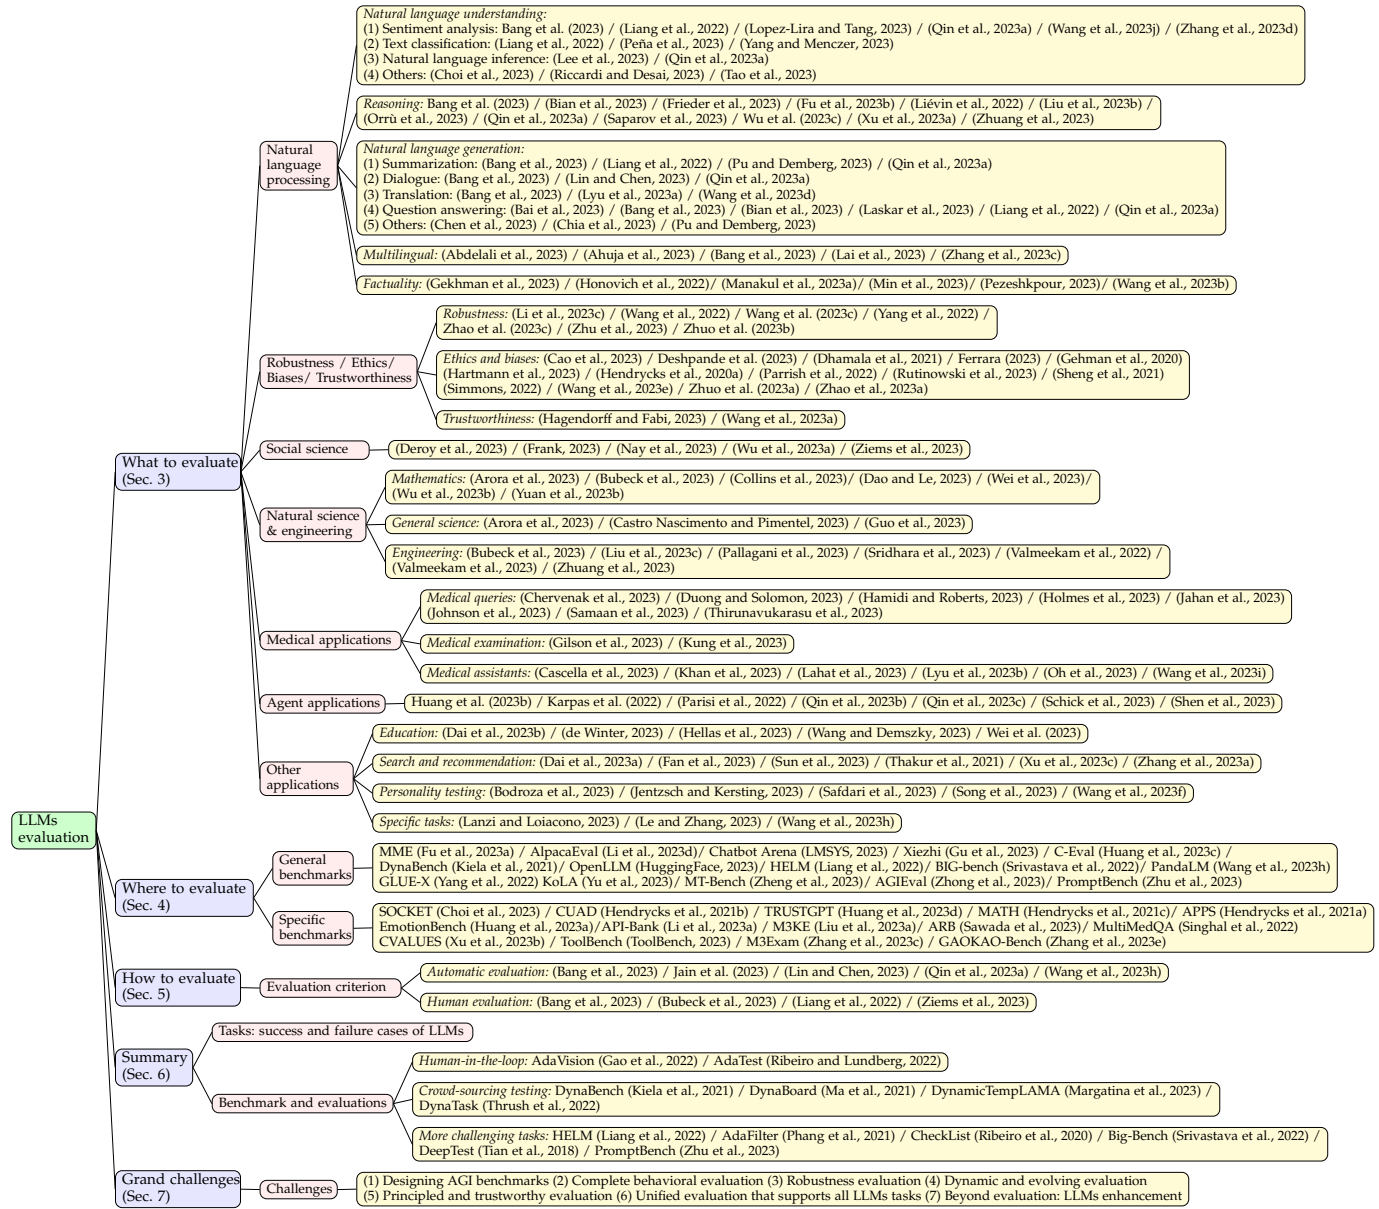 LLMs
evaluation
What to evaluate
(Sec. 3)
Natural
language
processing
Natural language understanding:
(1) Sentiment analysis: Bang et al. (2023) / (Liang et al., 2022) / (Lopez-Lira and Tang, 2023) / (Qin et al., 2023a) / (Wang et al., 2023j) / (Zhang et al., 2023d)
(2) Text classification: (Liang et al., 2022) / (Peña et al., 2023) / (Yang and Menczer, 2023)
(3) Natural language inference: (Lee et al., 2023) / (Qin et al., 2023a)
(4) Others: (Choi et al., 2023) / (Riccardi and Desai, 2023) / (Tao et al., 2023)
Reasoning: Bang et al. (2023) / (Bian et al., 2023) / (Frieder et al., 2023) / (Fu et al., 2023b) / (Liévin et al., 2022) / (Liu et al., 2023b) /
(Orrù et al., 2023) / (Qin et al., 2023a) / (Saparov et al., 2023) / Wu et al. (2023c) / (Xu et al., 2023a) / (Zhuang et al., 2023)
Natural language generation:
(1) Summarization: (Bang et al., 2023) / (Liang et al., 2022) / (Pu and Demberg, 2023) / (Qin et al., 2023a)
(2) Dialogue: (Bang et al., 2023) / (Lin and Chen, 2023) / (Qin et al., 2023a)
(3) Translation: (Bang et al., 2023) / (Lyu et al., 2023a) / (Wang et al., 2023d)
(4) Question answering: (Bai et al., 2023) / (Bang et al., 2023) / (Bian et al., 2023) / (Laskar et al., 2023) / (Liang et al., 2022) / (Qin et al., 2023a)
(5) Others: (Chen et al., 2023) / (Chia et al., 2023) / (Pu and Demberg, 2023)
Multilingual: (Abdelali et al., 2023) / (Ahuja et al., 2023) / (Bang et al., 2023) / (Lai et al., 2023) / (Zhang et al., 2023c)
Factuality: (Gekhman et al., 2023) / (Honovich et al., 2022)/ (Manakul et al., 2023a)/ (Min et al., 2023)/ (Pezeshkpour, 2023)/ (Wang et al., 2023b)
Robustness / Ethics/
Biases/ Trustworthiness
Robustness: (Li et al., 2023c) / (Wang et al., 2022) / Wang et al. (2023c) / (Yang et al., 2022) /
Zhao et al. (2023c) / (Zhu et al., 2023) / Zhuo et al. (2023b)
Ethics and biases: (Cao et al., 2023) / Deshpande et al. (2023) / (Dhamala et al., 2021) / Ferrara (2023) / (Gehman et al., 2020)
(Hartmann et al., 2023) / (Hendrycks et al., 2020a) / (Parrish et al., 2022) / (Rutinowski et al., 2023) / (Sheng et al., 2021)
(Simmons, 2022) / (Wang et al., 2023e) / Zhuo et al. (2023a) / (Zhao et al., 2023a)
Trustworthiness: (Hagendorff and Fabi, 2023) / (Wang et al., 2023a)
Social science
(Deroy et al., 2023) / (Frank, 2023) / (Nay et al., 2023) / (Wu et al., 2023a) / (Ziems et al., 2023)
Natural science
& engineering
Mathematics: (Arora et al., 2023) / (Bubeck et al., 2023) / (Collins et al., 2023)/ (Dao and Le, 2023) / (Wei et al., 2023)/
(Wu et al., 2023b) / (Yuan et al., 2023b)
General science: (Arora et al., 2023) / (Castro Nascimento and Pimentel, 2023) / (Guo et al., 2023)
Engineering: (Bubeck et al., 2023) / (Liu et al., 2023c) / (Pallagani et al., 2023) / (Sridhara et al., 2023) / (Valmeekam et al., 2022) /
(Valmeekam et al., 2023) / (Zhuang et al., 2023)
Medical applications
Medical queries: (Chervenak et al., 2023) / (Duong and Solomon, 2023) / (Hamidi and Roberts, 2023) / (Holmes et al., 2023) / (Jahan et al., 2023)
(Johnson et al., 2023) / (Samaan et al., 2023) / (Thirunavukarasu et al., 2023)
Medical examination: (Gilson et al., 2023) / (Kung et al., 2023)
Medical assistants: (Cascella et al., 2023) / (Khan et al., 2023) / (Lahat et al., 2023) / (Lyu et al., 2023b) / (Oh et al., 2023) / (Wang et al., 2023i)
Agent applications
Huang et al. (2023b) / Karpas et al. (2022) / (Parisi et al., 2022) / (Qin et al., 2023b) / (Qin et al., 2023c) / (Schick et al., 2023) / (Shen et al., 2023)
Other
applications
Education: (Dai et al., 2023b) / (de Winter, 2023) / (Hellas et al., 2023) / (Wang and Demszky, 2023) / Wei et al. (2023)
Search and recommendation: (Dai et al., 2023a) / (Fan et al., 2023) / (Sun et al., 2023) / (Thakur et al., 2021) / (Xu et al., 2023c) / (Zhang et al., 2023a)
Personality testing: (Bodroza et al., 2023) / (Jentzsch and Kersting, 2023) / (Safdari et al., 2023) / (Song et al., 2023) / (Wang et al., 2023f)
Specific tasks: (Lanzi and Loiacono, 2023) / (Le and Zhang, 2023) / (Wang et al., 2023h)
Where to evaluate
(Sec. 4)
General
benchmarks
MME (Fu et al., 2023a) / AlpacaEval (Li et al., 2023d)/ Chatbot Arena (LMSYS, 2023) / Xiezhi (Gu et al., 2023) / C-Eval (Huang et al., 2023c) /
DynaBench (Kiela et al., 2021)/ OpenLLM (HuggingFace, 2023)/ HELM (Liang et al., 2022)/ BIG-bench (Srivastava et al., 2022)/ PandaLM (Wang et al., 2023h)
GLUE-X (Yang et al., 2022) KoLA (Yu et al., 2023)/ MT-Bench (Zheng et al., 2023)/ AGIEval (Zhong et al., 2023)/ PromptBench (Zhu et al., 2023)
Specific
benchmarks
SOCKET (Choi et al., 2023) / CUAD (Hendrycks et al., 2021b) / TRUSTGPT (Huang et al., 2023d) / MATH (Hendrycks et al., 2021c)/ APPS (Hendrycks et al., 2021a)
EmotionBench (Huang et al., 2023a)/API-Bank (Li et al., 2023a) / M3KE (Liu et al., 2023a)/ ARB (Sawada et al., 2023)/ MultiMedQA (Singhal et al., 2022)
CVALUES (Xu et al., 2023b) / ToolBench (ToolBench, 2023) / M3Exam (Zhang et al., 2023c) / GAOKAO-Bench (Zhang et al., 2023e)
How to evaluate
(Sec. 5)
Evaluation criterion
Automatic evaluation: (Bang et al., 2023) / Jain et al. (2023) / (Lin and Chen, 2023) / (Qin et al., 2023a) / (Wang et al., 2023h)
Human evaluation: (Bang et al., 2023) / (Bubeck et al., 2023) / (Liang et al., 2022) / (Ziems et al., 2023)
Summary
(Sec. 6)
Tasks: success and failure cases of LLMs
Benchmark and evaluations
Human-in-the-loop: AdaVision (Gao et al., 2022) / AdaTest (Ribeiro and Lundberg, 2022)
Crowd-sourcing testing: DynaBench (Kiela et al., 2021) / DynaBoard (Ma et al., 2021) / DynamicTempLAMA (Margatina et al., 2023) /
DynaTask (Thrush et al., 2022)
More challenging tasks: HELM (Liang et al., 2022) / AdaFilter (Phang et al., 2021) / CheckList (Ribeiro et al., 2020) / Big-Bench (Srivastava et al., 2022) /
DeepTest (Tian et al., 2018) / PromptBench (Zhu et al., 2023)
Grand challenges
(Sec. 7)
Challenges
(1) Designing AGI benchmarks (2) Complete behavioral evaluation (3) Robustness evaluation (4) Dynamic and evolving evaluation
(5) Principled and trustworthy evaluation (6) Unified evaluation that supports all LLMs tasks (7) Beyond evaluation: LLMs enhancement